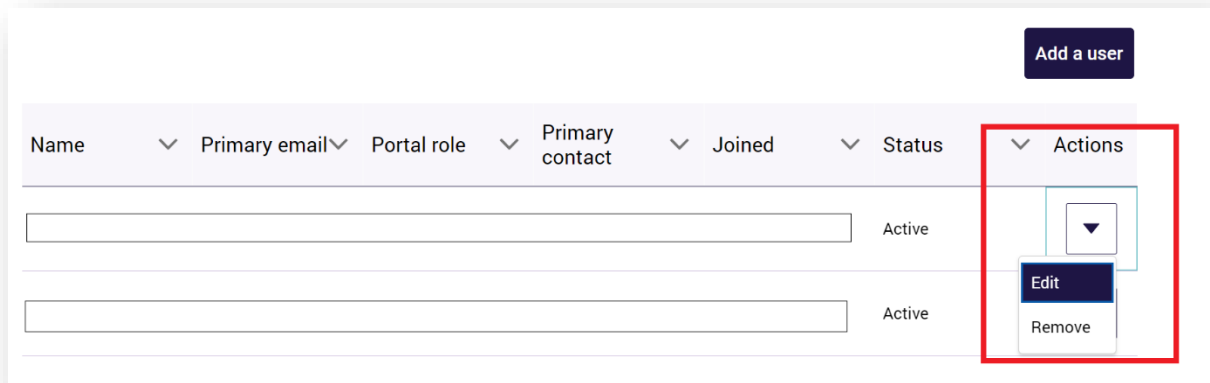 Add a user
Name Primary email Portal role Primary contact Joined Status Actions
Active
Edit
Active
Remove